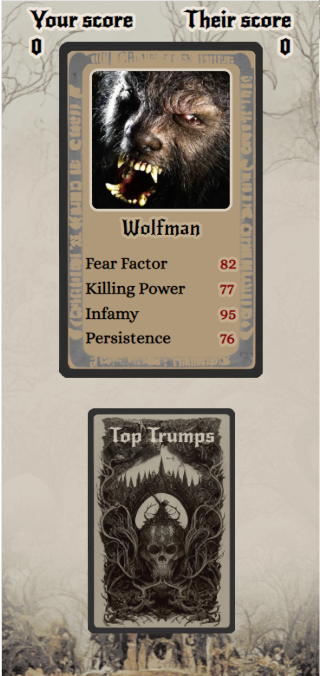 Your score
Their score
0
0
Wolfman
Fear Factor 82
Killing Power 77
Infamy 95
Persistence 76
Top Trumps